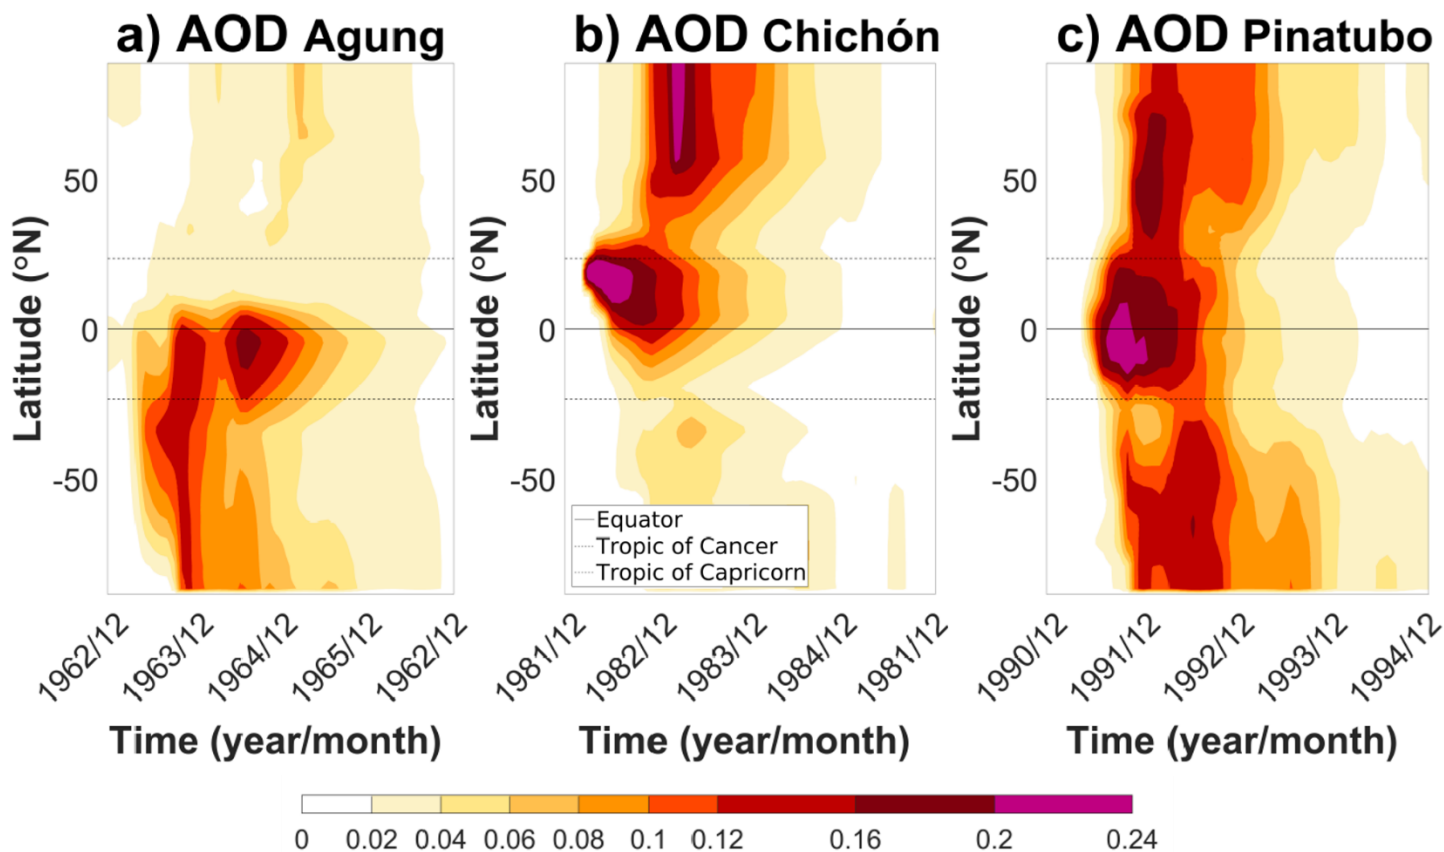 a) AOD Agung
b) AOD Chichón
c) AOD Pinatubo
Latitude (°N)
50
0
-50
1962/12
1963/12
1964/12
1965/12
1962/12
Time (year/month)
Latitude (°N)
50
0
-50
Equator
Tropic of Cancer
Tropic of Capricorn
1981/12
1982/12
1983/12
1984/12
1981/12
Time (year/month)
Latitude (°N)
50
0
-50
1990/12
1991/12
1992/12
1993/12
1994/12
Time (year/month)
0 0.02 0.04 0.06 0.08 0.1 0.12 0.16 0.2 0.24